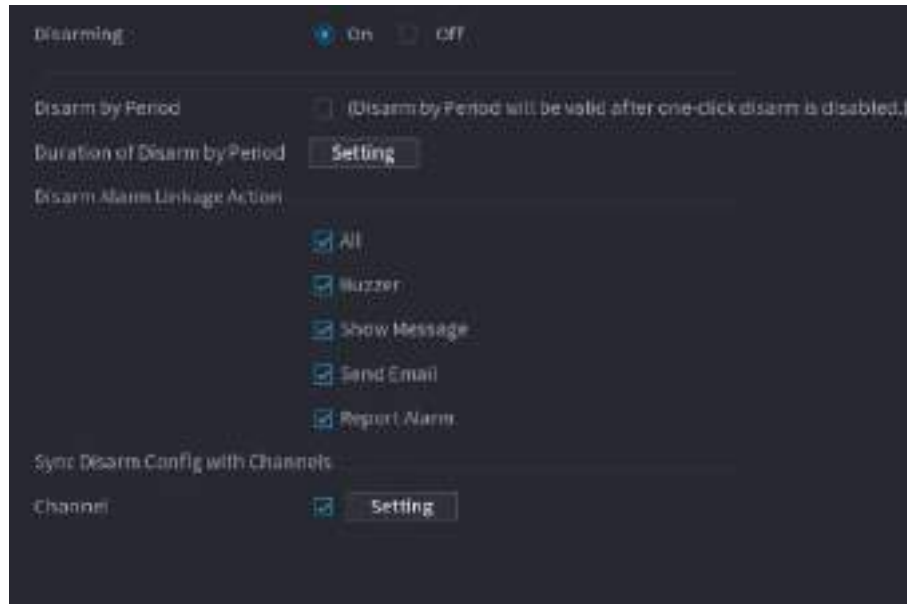 Disarming On Off
Disarm by Period (Disarm by Period will be valid after one-click disarm is disabled.)
Duration of Disarm by Period Setting
Disarm Alarm Linkage Action
All
Buzzer
Show Message
Send Email
Report Alarm
Sync Disarm Config with Channels
Channel Setting